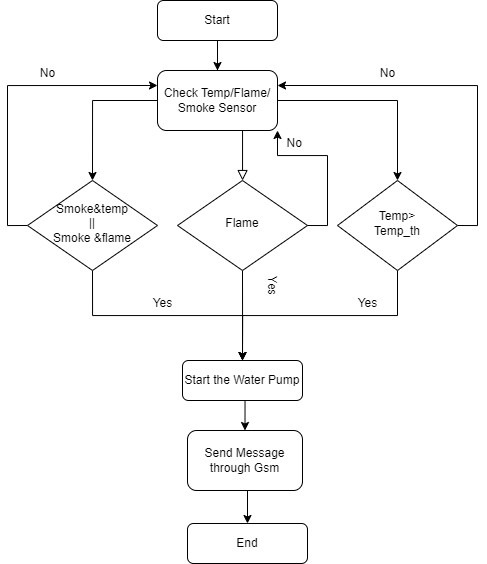 Start
No
No
Check Temp/Flame/
Smoke Sensor
No
Smoke&temp
||
Smoke &flame
Flame
Temp>
Temp_th
Yes
Yes
Yes
Start the Water Pump
Send Message
through Gsm
End